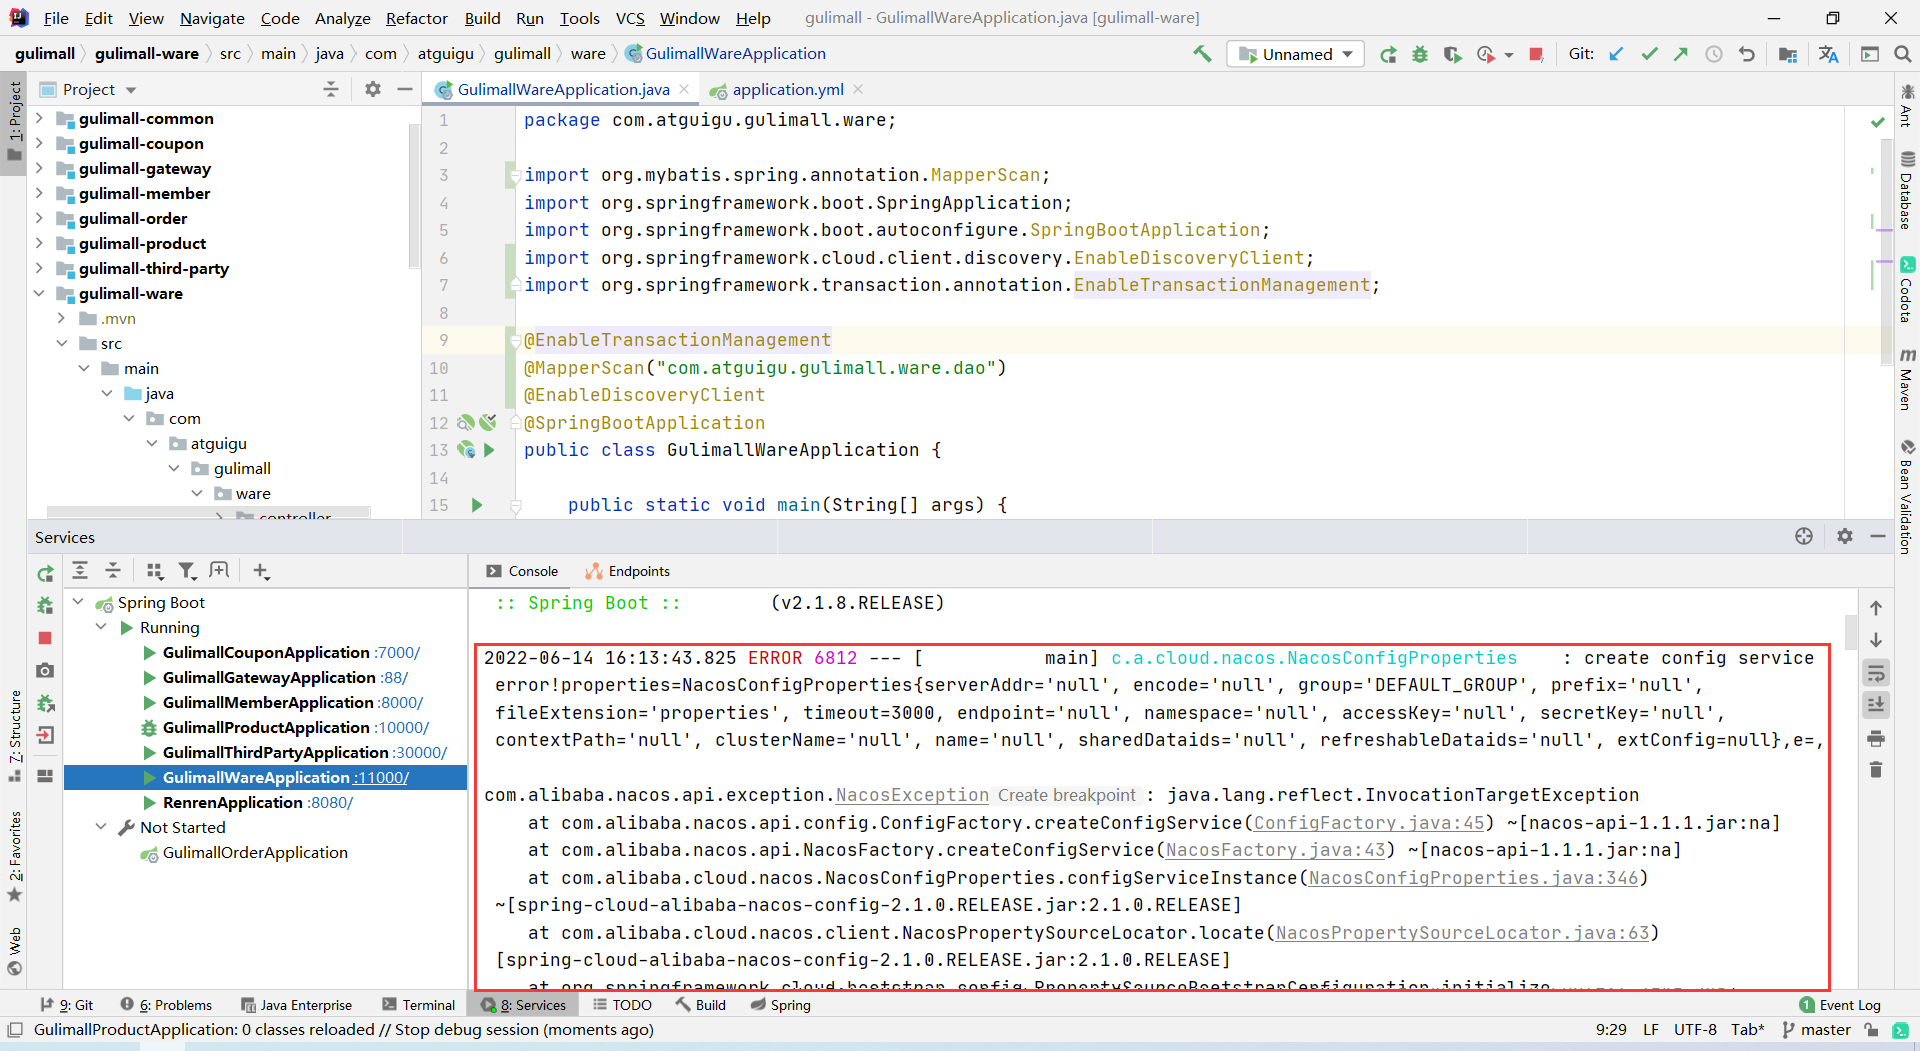 File Edit View Navigate Code Analyze Refactor Build Run Tools VCS Window Help gulimall - GulimallWareApplication.java [gulimall-ware]
gulimall gulimall-ware src main java com atguigu gulimall ware GulimallWareApplication Unnamed Git:
1: Project
Project
GulimallWareApplication.java application.yml
gulimall-common
gulimall-coupon
gulimall-gateway
gulimall-member
gulimall-order
gulimall-product
gulimall-third-party
gulimall-ware
.mvn
src
main
java
com
atguigu
gulimall
ware
controller
1 package com.atguigu.gulimall.ware;
2
3 import org.mybatis.spring.annotation.MapperScan;
4 import org.springframework.boot.SpringApplication;
5 import org.springframework.boot.autoconfigure.SpringBootApplication;
6 import org.springframework.cloud.client.discovery.EnableDiscoveryClient;
7 import org.springframework.transaction.annotation.EnableTransactionManagement;
8
9 @EnableTransactionManagement
10 @MapperScan("com.atguigu.gulimall.ware.dao")
11 @EnableDiscoveryClient
12 @SpringBootApplication
13 public class GulimallWareApplication {
14
15 public static void main(String[] args) {
Ant
Database
Codota
Maven
Bean Validation
Services
7: Structure
2: Favorites
Web
Console Endpoints
Spring Boot
Running
GulimallCouponApplication :7000/
GulimallGatewayApplication :88/
GulimallMemberApplication :8000/
GulimallProductApplication :10000/
GulimallThirdPartyApplication :30000/
GulimallWareApplication :11000/
RenrenApplication :8080/
Not Started
GulimallOrderApplication
:: Spring Boot :: (v2.1.8.RELEASE)
2022-06-14 16:13:43.825 ERROR 6812 --- [ main] c.a.cloud.nacos.NacosConfigProperties : create config service
error!properties=NacosConfigProperties{serverAddr='null', encode='null', group='DEFAULT_GROUP', prefix='null',
fileExtension='properties', timeout=3000, endpoint='null', namespace='null', accessKey='null', secretKey='null',
contextPath='null', clusterName='null', name='null', sharedDataids='null', refreshableDataids='null', extConfig=null},e=,
com.alibaba.nacos.api.exception.NacosException Create breakpoint : java.lang.reflect.InvocationTargetException
at com.alibaba.nacos.api.config.ConfigFactory.createConfigService(ConfigFactory.java:45) ~[nacos-api-1.1.1.jar:na]
at com.alibaba.nacos.api.NacosFactory.createConfigService(NacosFactory.java:43) ~[nacos-api-1.1.1.jar:na]
at com.alibaba.cloud.nacos.NacosConfigProperties.configServiceInstance(NacosConfigProperties.java:346)
~[spring-cloud-alibaba-nacos-config-2.1.0.RELEASE.jar:2.1.0.RELEASE]
at com.alibaba.cloud.nacos.client.NacosPropertySourceLocator.locate(NacosPropertySourceLocator.java:63)
[spring-cloud-alibaba-nacos-config-2.1.0.RELEASE.jar:2.1.0.RELEASE]
at org.springframework.cloud.bootstrap.config.PropertySourceBootstrapConfiguration.initialize
9: Git 6: Problems Java Enterprise Terminal 8: Services TODO Build Spring 1 Event Log
GulimallProductApplication: 0 classes reloaded // Stop debug session (moments ago) 9:29 LF UTF-8 Tab* master